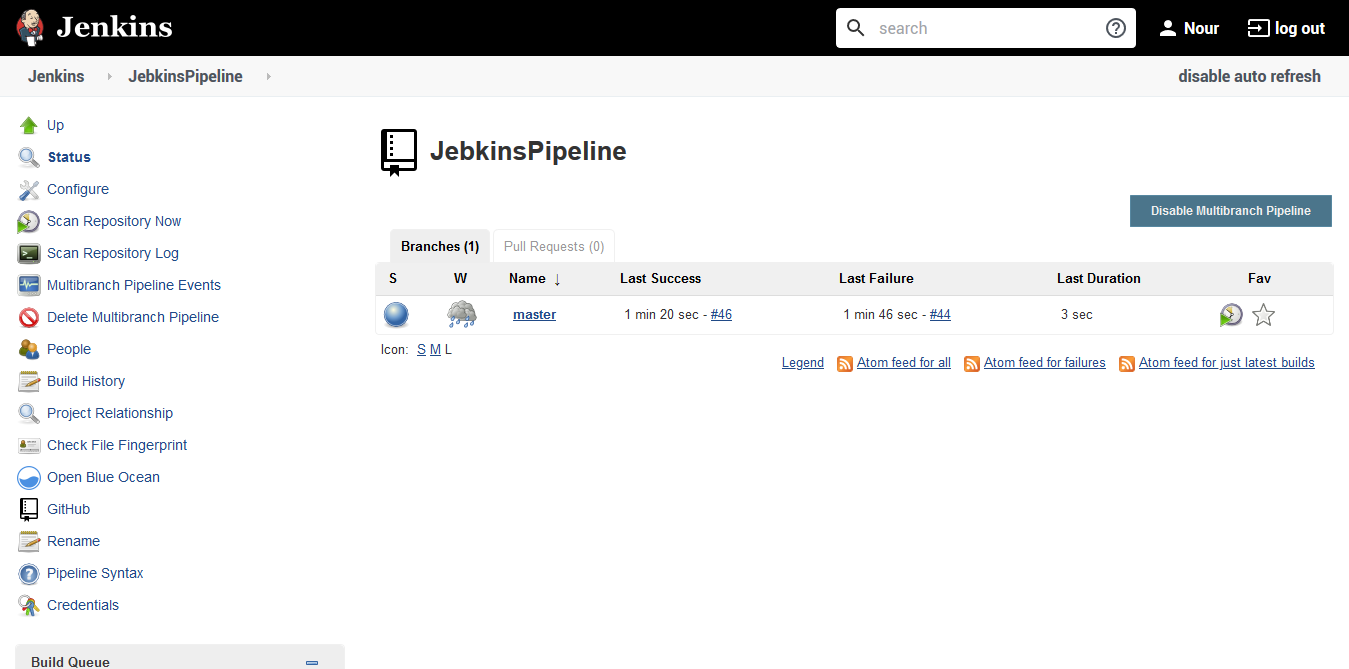 Jenkins
search
Nour
log out
Jenkins JebkinsPipeline
disable auto refresh
Up
Status
Configure
Scan Repository Now
Scan Repository Log
Multibranch Pipeline Events
Delete Multibranch Pipeline
People
Build History
Project Relationship
Check File Fingerprint
Open Blue Ocean
GitHub
Rename
Pipeline Syntax
Credentials
Build Queue
JebkinsPipeline
Disable Multibranch Pipeline
Branches (1) Pull Requests (0)
S W Name ↓ Last Success Last Failure Last Duration Fav
master 1 min 20 sec - #46 1 min 46 sec - #44 3 sec
Icon: S M L
Legend Atom feed for all Atom feed for failures Atom feed for just latest builds